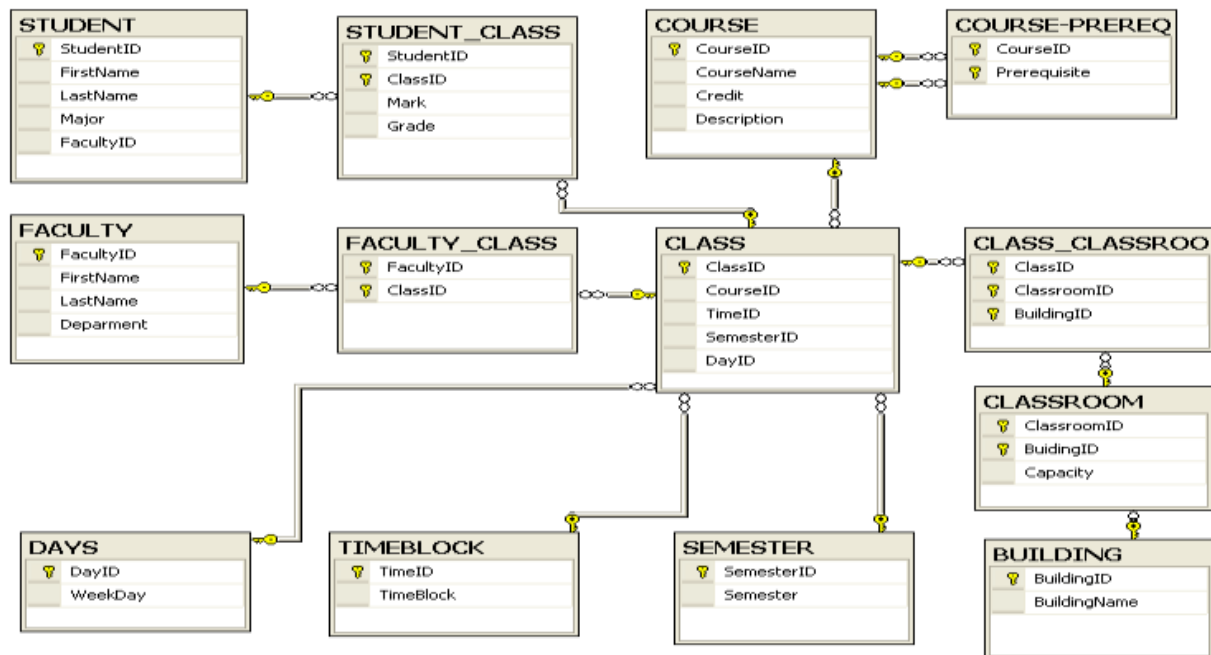 STUDENT
StudentID
FirstName
LastName
Major
FacultyID
STUDENT_CLASS
StudentID
ClassID
Mark
Grade
COURSE
CourseID
CourseName
Credit
Description
COURSE-PREREQ
CourseID
Prerequisite
FACULTY
FacultyID
FirstName
LastName
Deparment
FACULTY_CLASS
FacultyID
ClassID
CLASS
ClassID
CourseID
TimeID
SemesterID
DayID
CLASS_CLASSROO
ClassID
ClassroomID
BuildingID
CLASSROOM
ClassroomID
BuidingID
Capacity
DAYS
DayID
WeekDay
TIMEBLOCK
TimeID
TimeBlock
SEMESTER
SemesterID
Semester
BUILDING
BuildingID
BuildingName